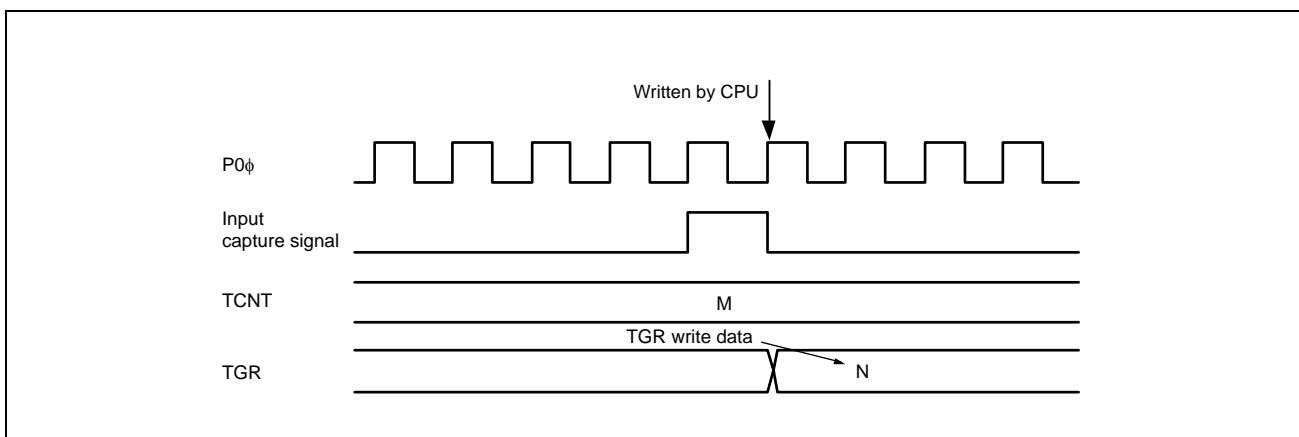 Written by CPU
P0ϕ
Input
capture signal
TCNT
M
TGR write data
TGR
N